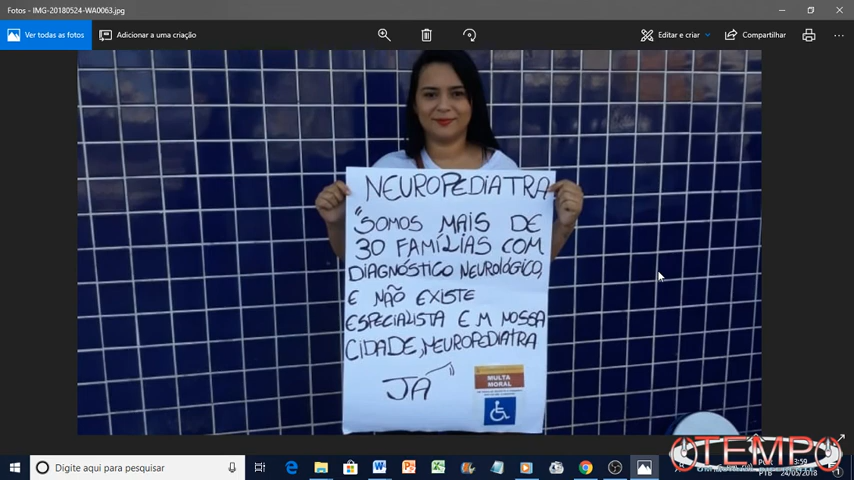 Fotos - IMG-20180524-WA0063.jpg
Ver todas as fotos
Adicionar a uma criação
Editar e criar
Compartilhar
NEUROPEDIATRA
"SOMOS MAIS DE
30 FAMÍLIAS COM
DIAGNÓSTICO NEUROLÓGICO,
E NÃO EXISTE
ESPECIALISTA EM NOSSA
CIDADE, NEUROPEDIATRA
JÁ"
MULTA
MORAL
OTEMPO
Digite aqui para pesquisar
PTB
24/05/2018